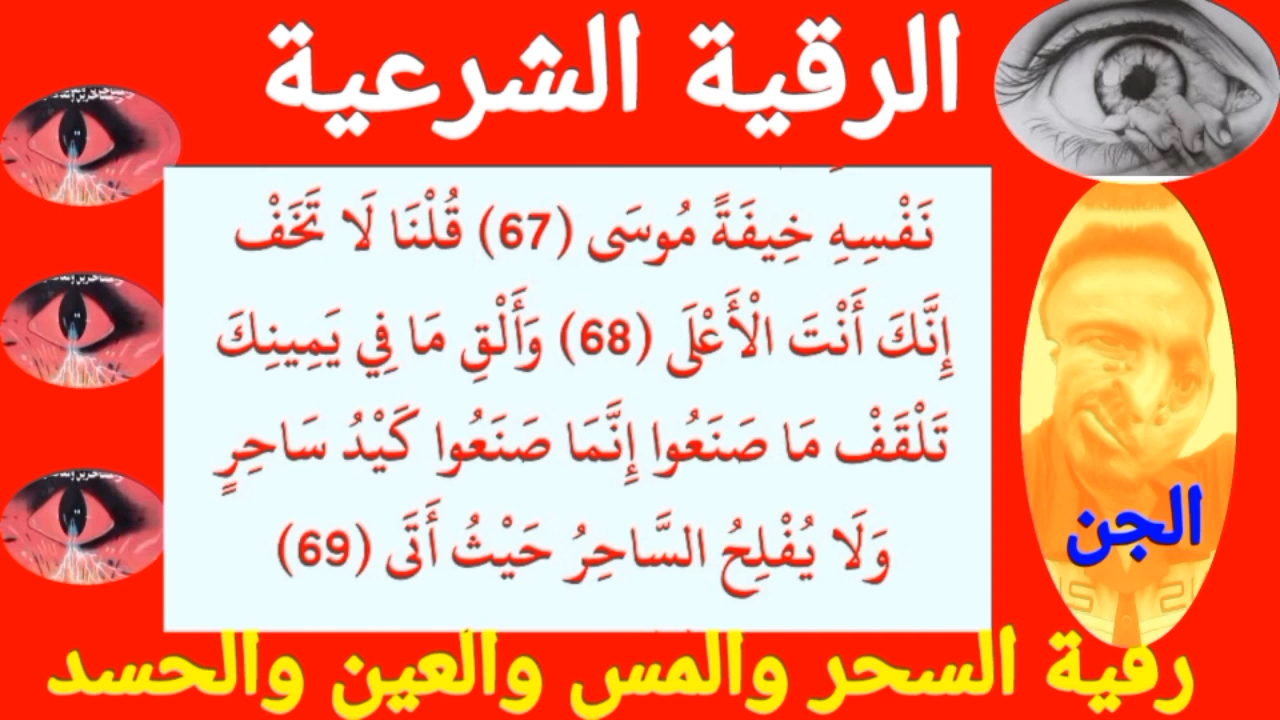 الرقية الشرعية
نَفْسِهِ خِيفَةً مُوسَى (67) قُلْنَا لَا تَخَفْ
إِنَّكَ أَنْتَ الْأَعْلَى (68) وَأَلْقِ مَا فِي يَمِينِكَ
تَلْقَفْ مَا صَنَعُوا إِنَّمَا صَنَعُوا كَيْدُ سَاحِرٍ
وَلَا يُفْلِحُ السَّاحِرُ حَيْثُ أَتَى (69)
الجن
رقية السحر والمس والعين والحسد